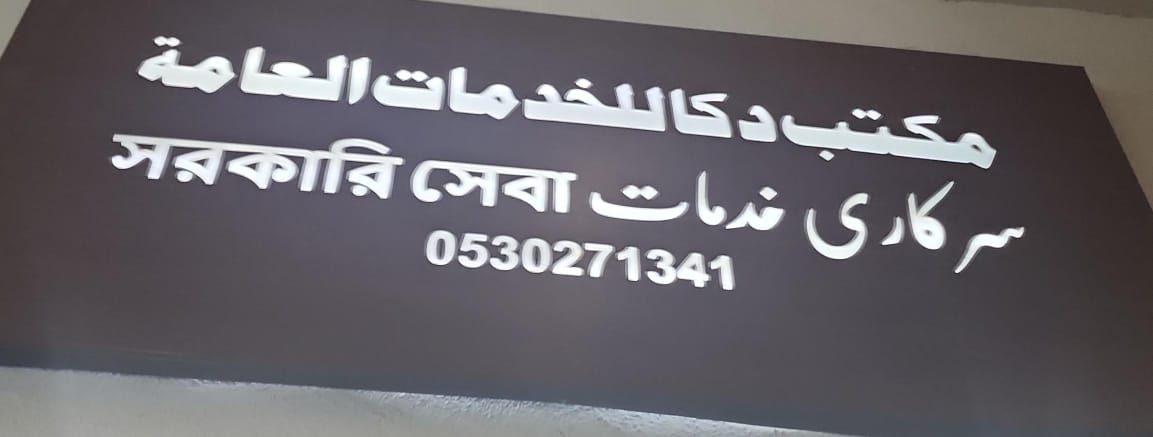 مكتب دكا للخدمات العامة
সরকারি সেবা سرکاری خدمات
0530271341